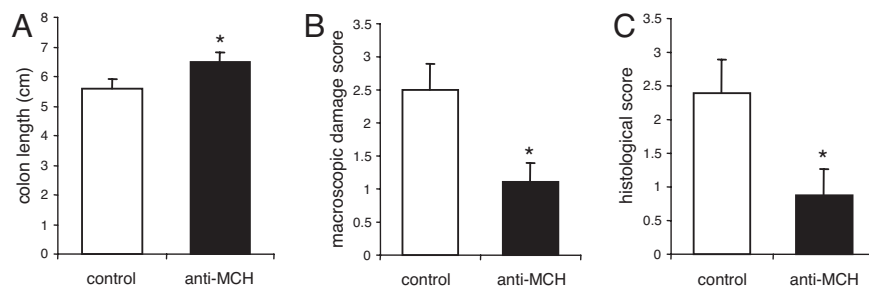 A
colon length (cm)
8
7
6
5
4
3
2
1
0
*
control
anti-MCH
B
macroscopic damage score
3
2.5
2
1.5
1
0.5
0
*
control
anti-MCH
C
histological score
3.5
3
2.5
2
1.5
1
0.5
0
*
control
anti-MCH